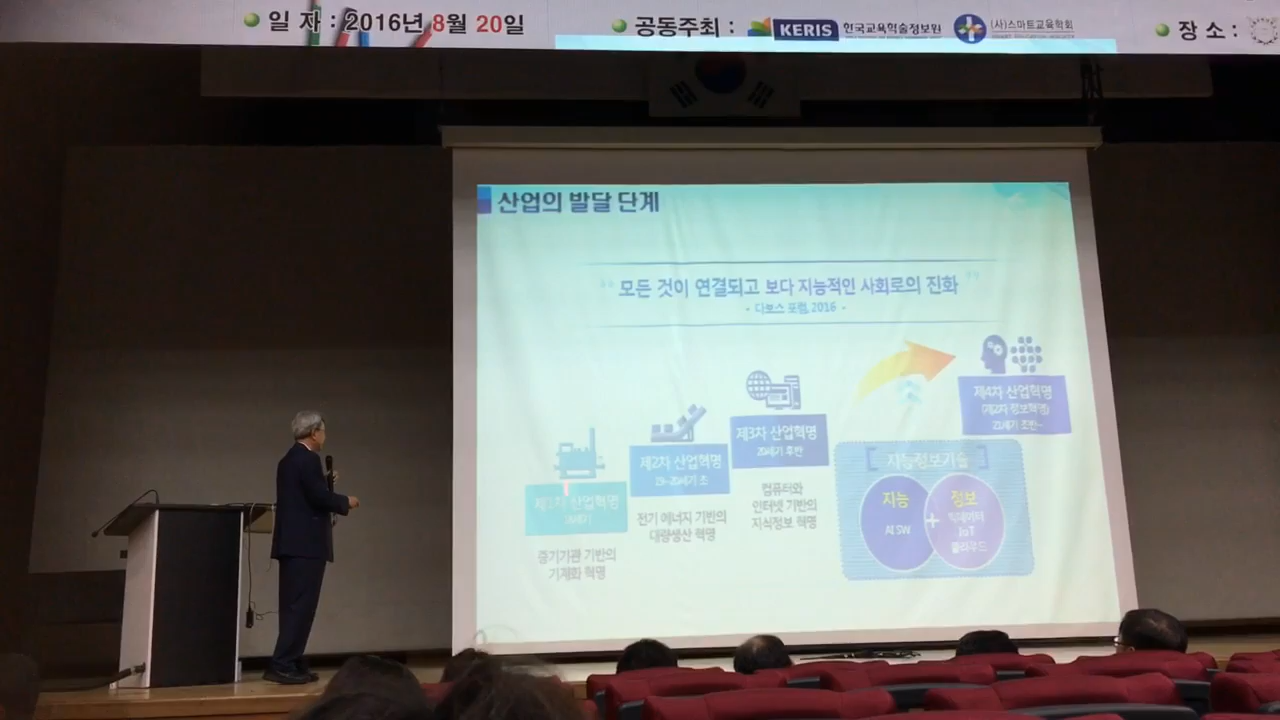 일 자 : 2016년 8월 20일
공동주최 : KERIS 한국교육학술정보원 (사)스마트교육학회
장 소 :
산업의 발달 단계
“ 모든 것이 연결되고 보다 지능적인 사회로의 진화 ”
- 다보스 포럼, 2016 -
제4차 산업혁명
(제2차 정보혁명)
21세기 초반~
제3차 산업혁명
20세기 후반
컴퓨터와
인터넷 기반의
지식정보 혁명
제2차 산업혁명
19~20세기 초
전기 에너지 기반의
대량생산 혁명
제1차 산업혁명
증기기관 기반의
기계화 혁명
[ 지능정보기술 ]
지능
AI SW
+
정보
빅데이터
IoT
클라우드